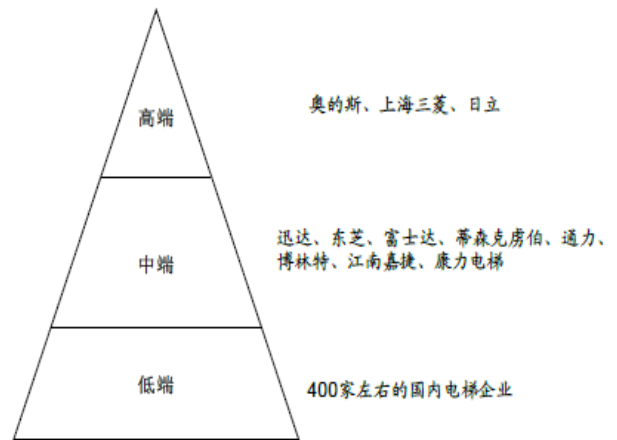 高端
奥的斯、上海三菱、日立
中端
迅达、东芝、富士达、蒂森克虏伯、通力、
博林特、江南嘉捷、康力电梯
低端
400家左右的国内电梯企业